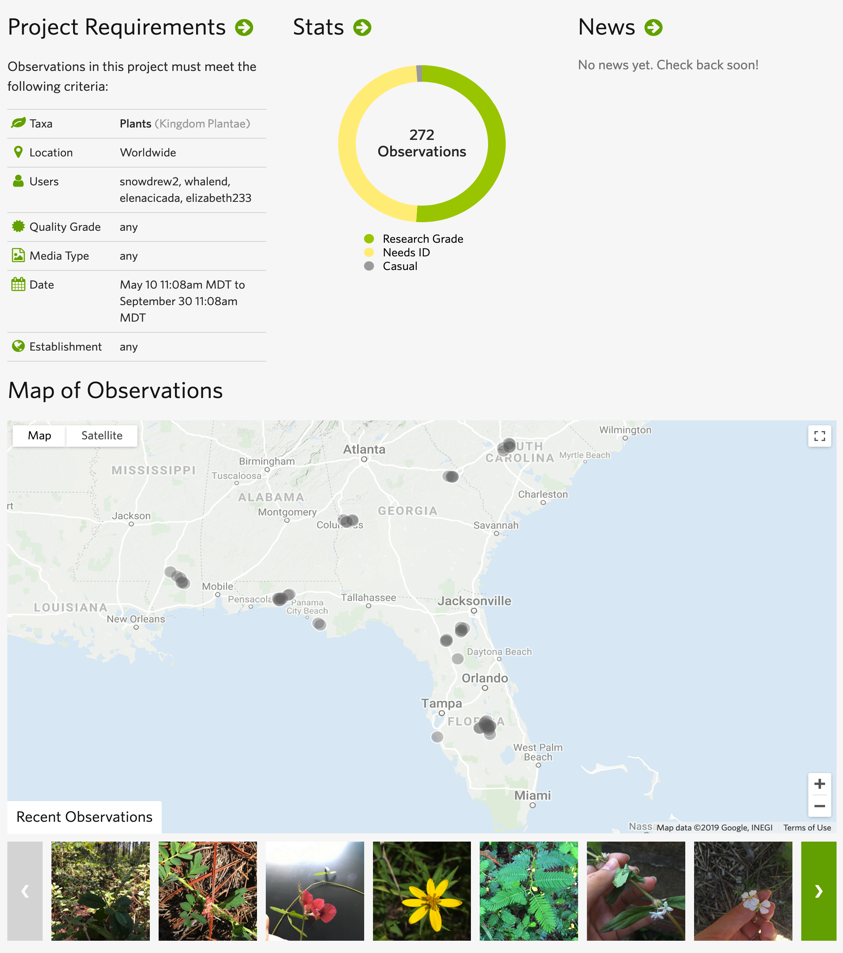 Project Requirements
Observations in this project must meet the
following criteria:
Taxa Plants (Kingdom Plantae)
Location Worldwide
Users snowdrew2, whalend,
elenacicada, elizabeth233
Quality Grade any
Media Type any
Date May 10 11:08am MDT to
September 30 11:08am
MDT
Establishment any
Stats
272
Observations
Research Grade
Needs ID
Casual
News
No news yet. Check back soon!
Map of Observations
Map Satellite
Wilmington
Atlanta
UTH
CAROLINA
Myrtle Beach
Birmingham
MISSISSIPPI
Tuscaloosa
ALABAMA
Charleston
rt
Jackson
Montgomery
GEORGIA
Savannah
Mobile
Tallahassee
Jacksonville
Panama
City Beach
LOUISIANA
New Orleans
Daytona Beach
Orlando
Tampa
West Palm
Beach
Miami
Nass
Map data ©2019 Google, INEGI Terms of Use
Recent Observations